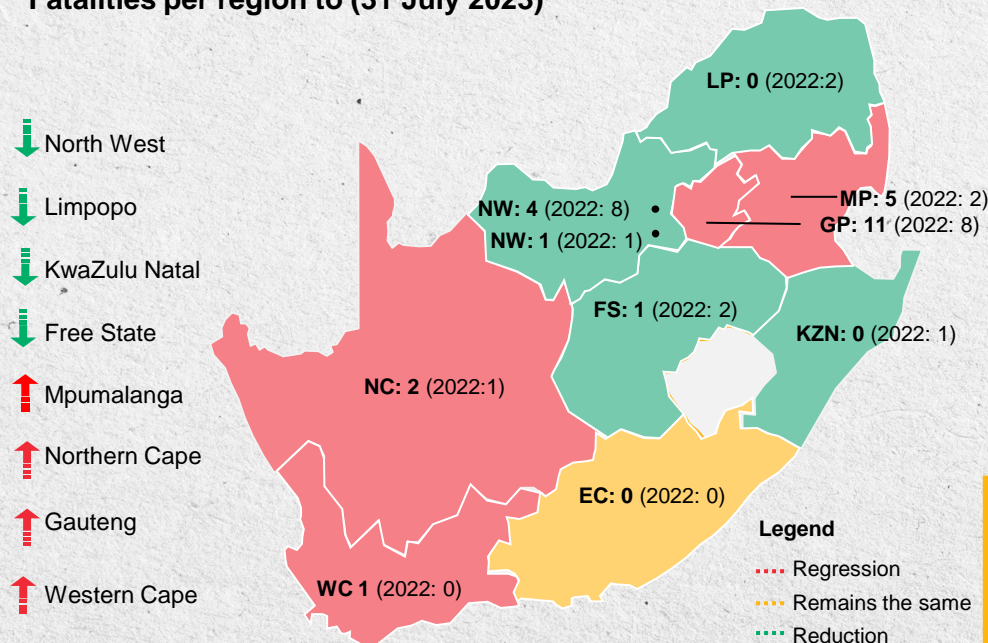 Fatalities per region to (31 July 2023)
North West
Limpopo
KwaZulu Natal
Free State
Mpumalanga
Northern Cape
Gauteng
Western Cape
LP: 0 (2022:2)
MP: 5 (2022: 2)
GP: 11 (2022: 8)
NW: 4 (2022: 8)
NW: 1 (2022: 1)
FS: 1 (2022: 2)
KZN: 0 (2022: 1)
NC: 2 (2022:1)
EC: 0 (2022: 0)
WC 1 (2022: 0)
Legend
Regression
Remains the same
Reduction